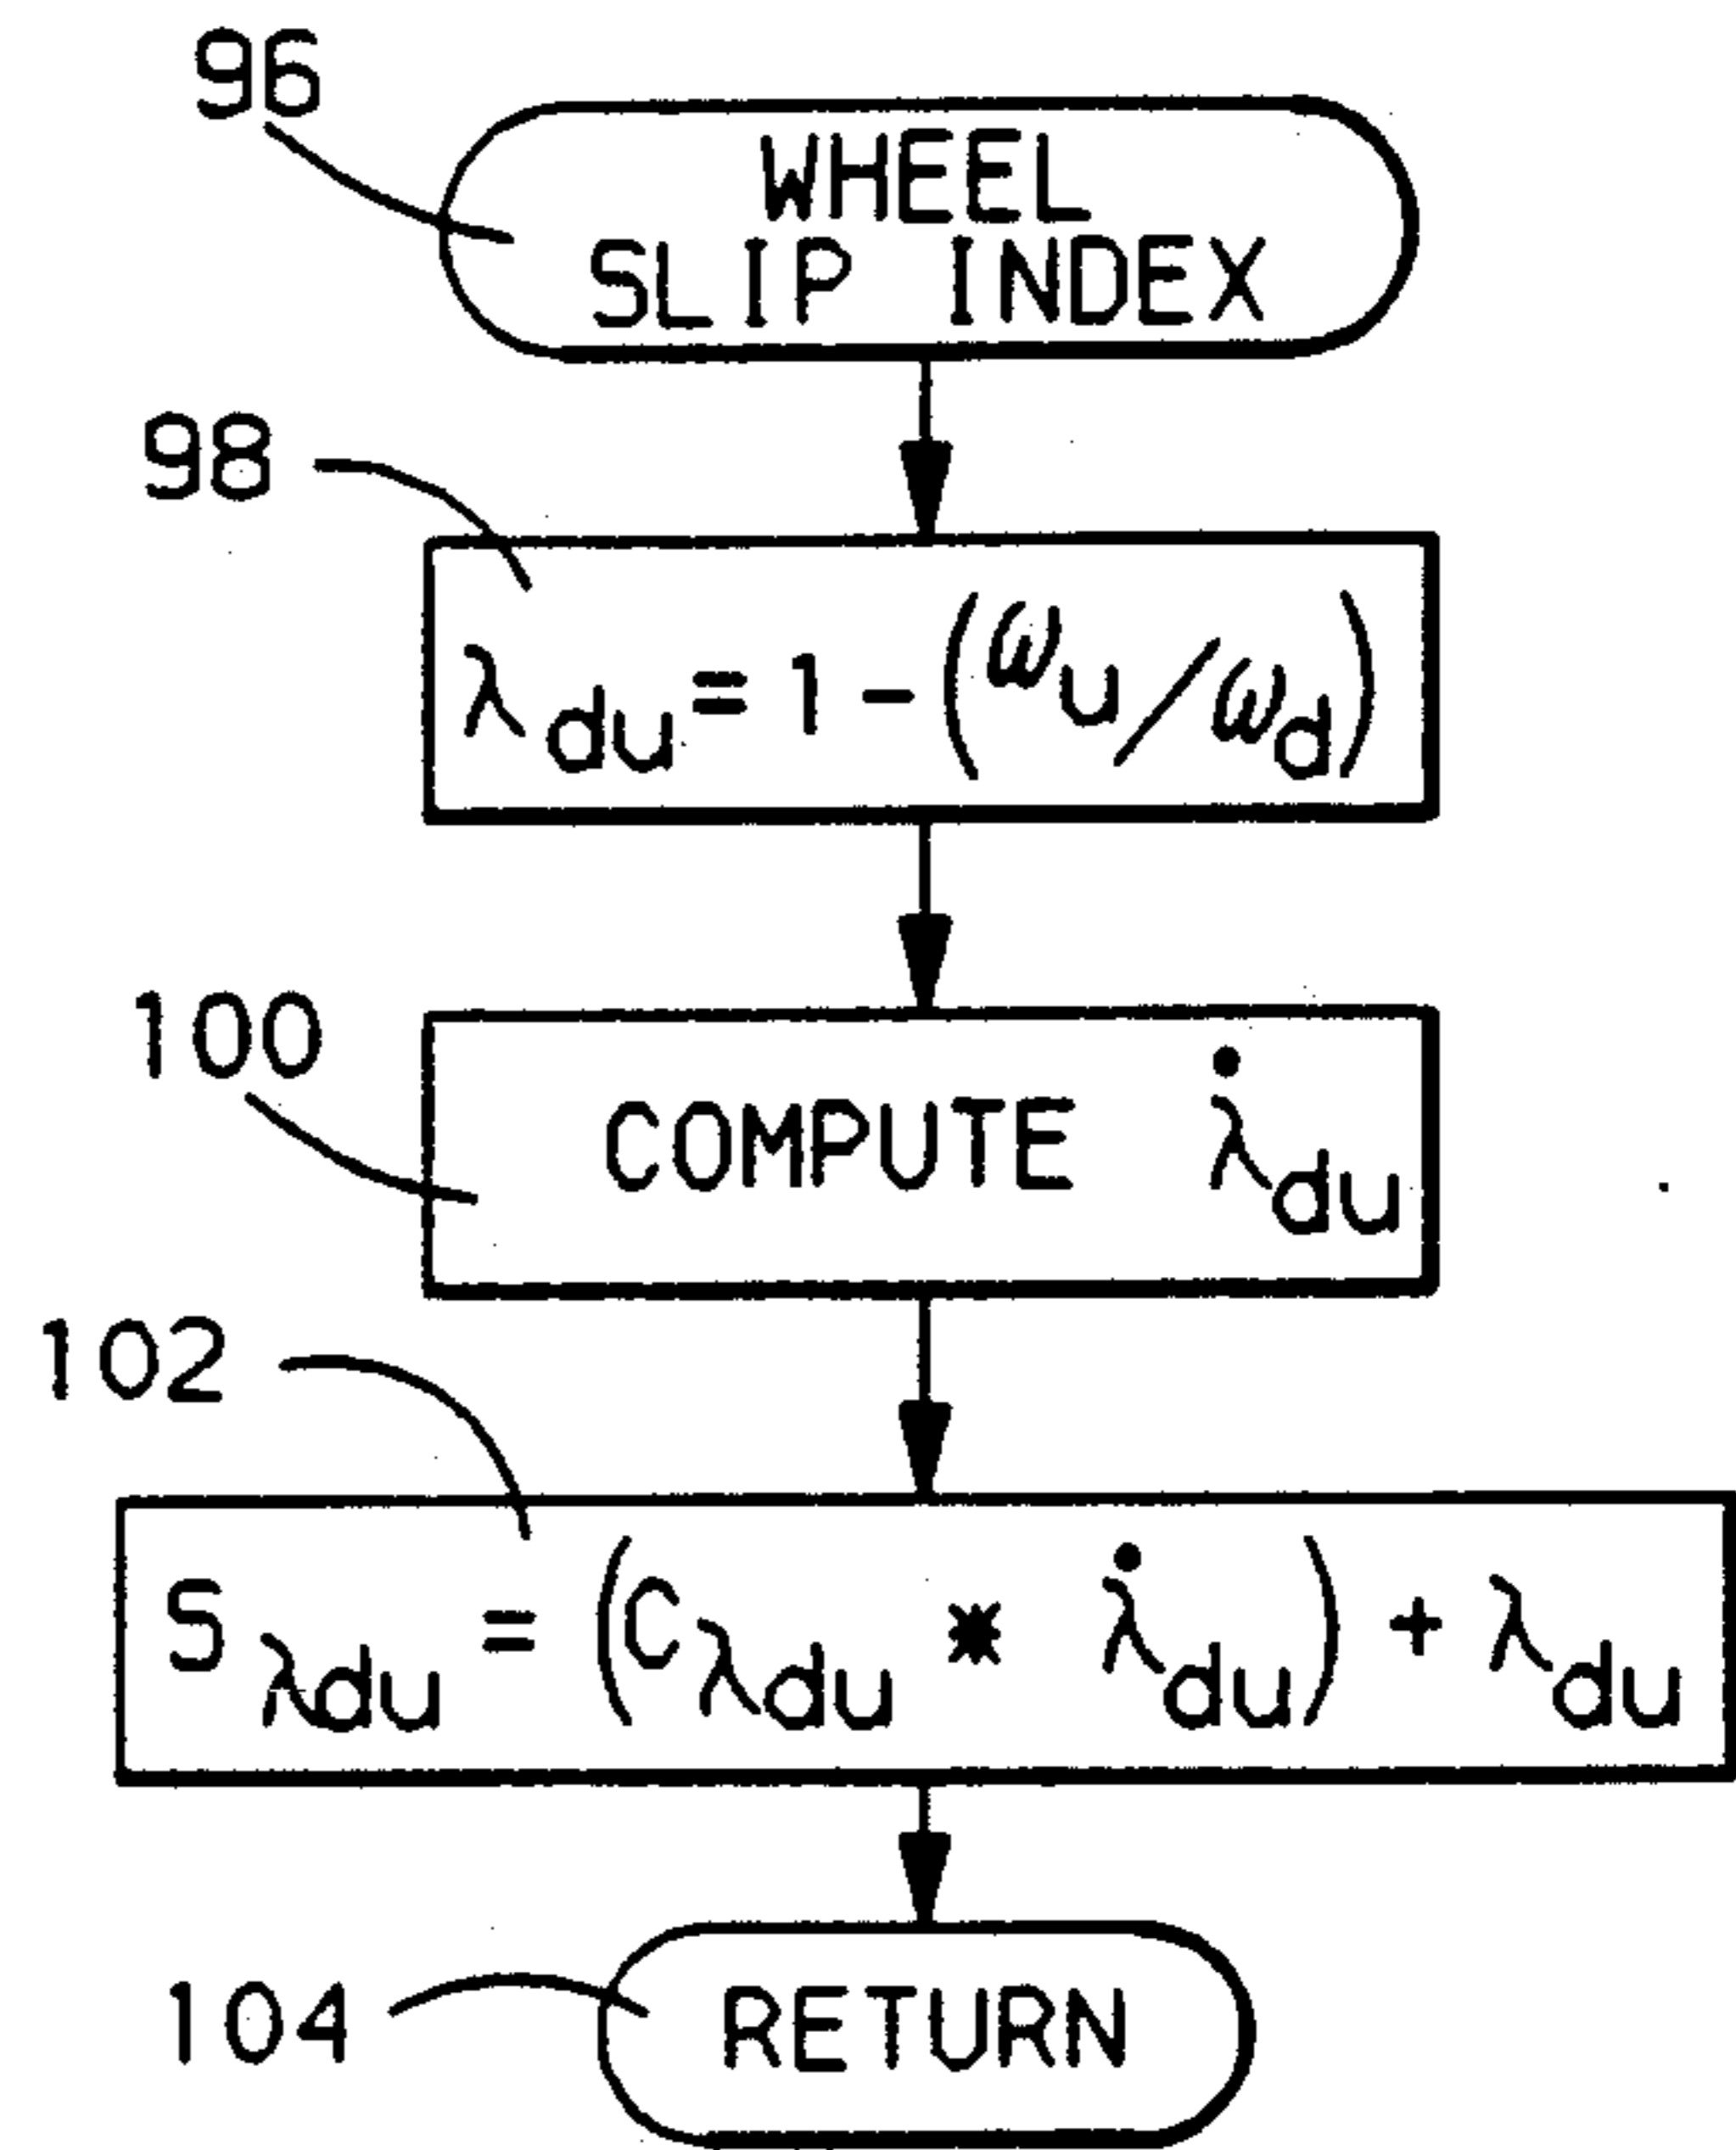 96
WHEEL
SLIP INDEX
98
λdu = 1 - (ωu/ωd)
100
COMPUTE λ̇du
102
Sλdu = (Cλdu * λ̇du) + λdu
104
RETURN